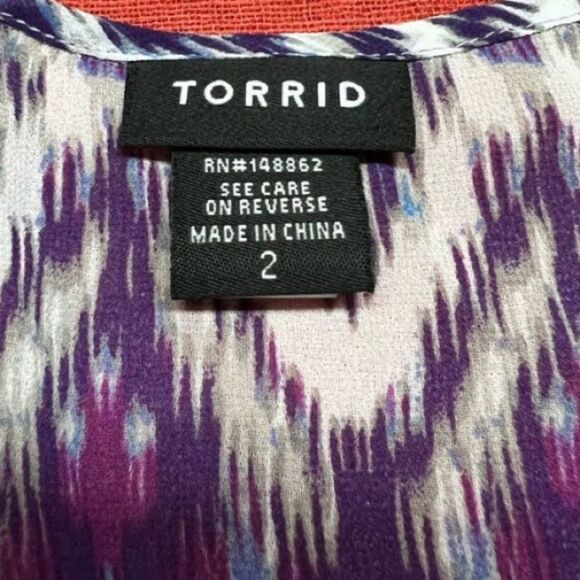 TORRID
RN#148862
SEE CARE
ON REVERSE
MADE IN CHINA
2